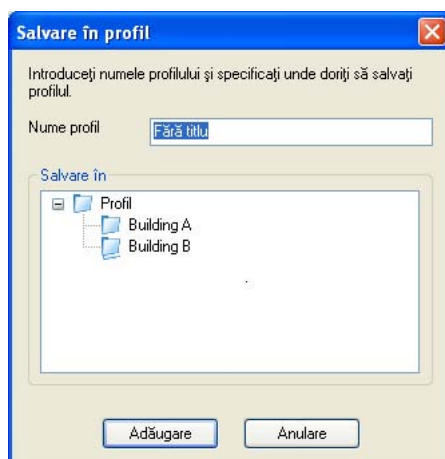 Salvare în profil
Introduceţi numele profilului şi specificaţi unde doriţi să salvaţi
profilul.
Nume profil
Fără titlu
Salvare în
Profil
Building A
Building B
Adăugare
Anulare